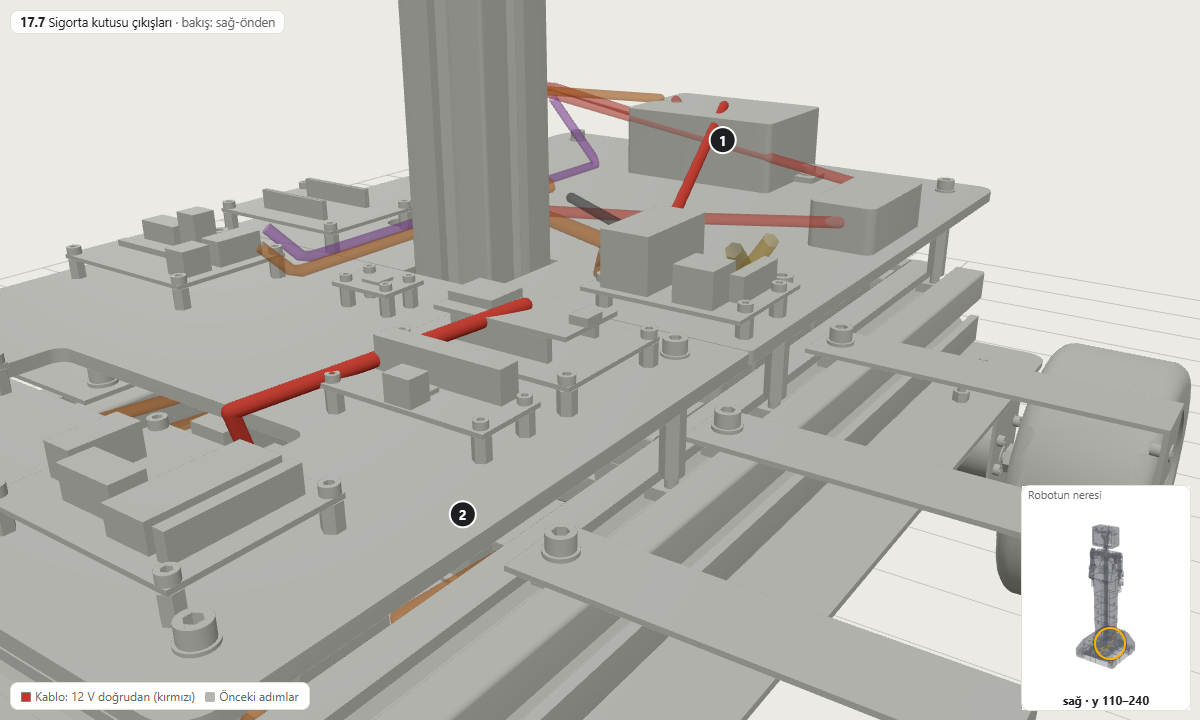 17.7 Sigorta kutusu çıkışları · bakış: sağ-önden
1
2
Robotun neresi
sağ · y 110–240
Kablo: 12 V doğrudan (kırmızı) Önceki adımlar